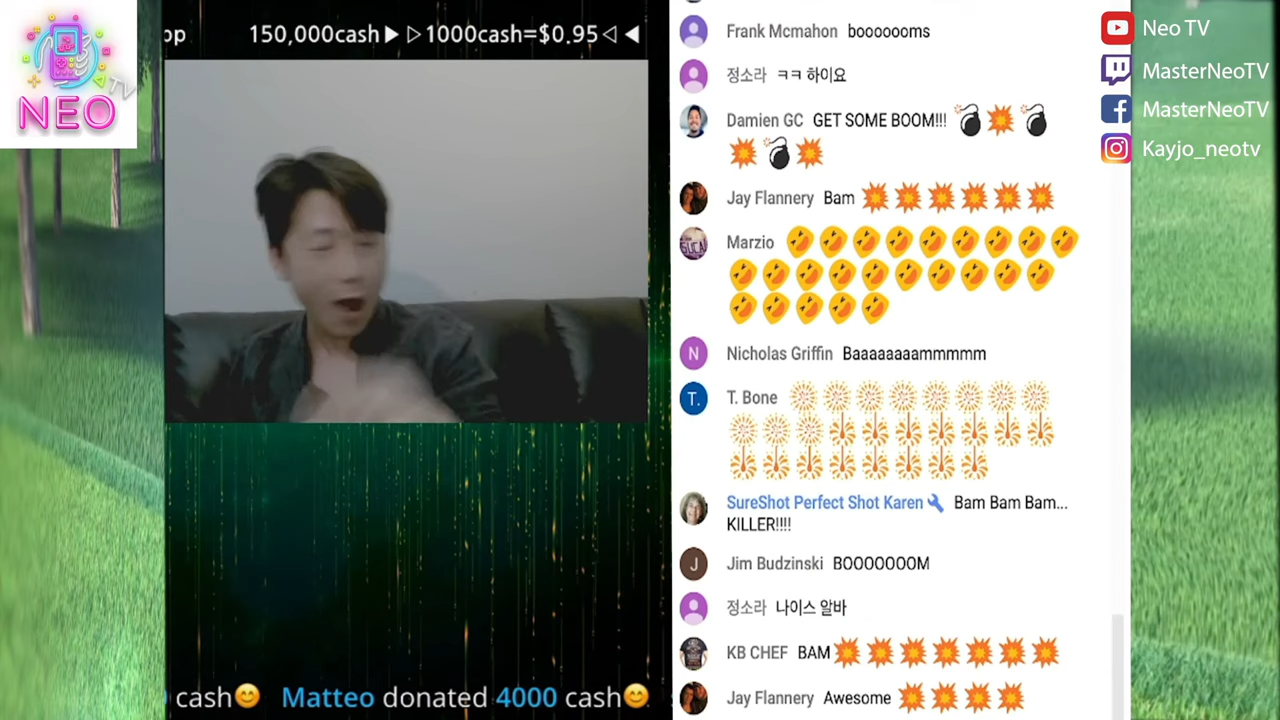 pp 150,000cash▶ ▷1000cash=$0.95◁ ◀
NEO
TV
Frank Mcmahon booooooms
정소라 ㅋㅋ 하이요
Damien GC GET SOME BOOM!!! 💣💥💣
💥💣💥
Jay Flannery Bam 💥💥💥💥💥💥
Marzio 🤣🤣🤣🤣🤣🤣🤣🤣🤣
🤣🤣🤣🤣🤣🤣🤣🤣🤣🤣
🤣🤣🤣🤣🤣
Nicholas Griffin Baaaaaaaammmmm
N
T. Bone 🎆🎆🎆🎆🎆🎆🎆🎆
T.
SureShot Perfect Shot Karen🔧 Bam Bam Bam...
KILLER!!!!
Jim Budzinski BOOOOOOOM
J
정소라 나이스 알바
KB CHEF BAM💥💥💥💥💥💥💥
Jay Flannery Awesome 💥💥💥💥
cash😊 Matteo donated 4000 cash😊
Neo TV
MasterNeoTV
MasterNeoTV
Kayjo_neotv